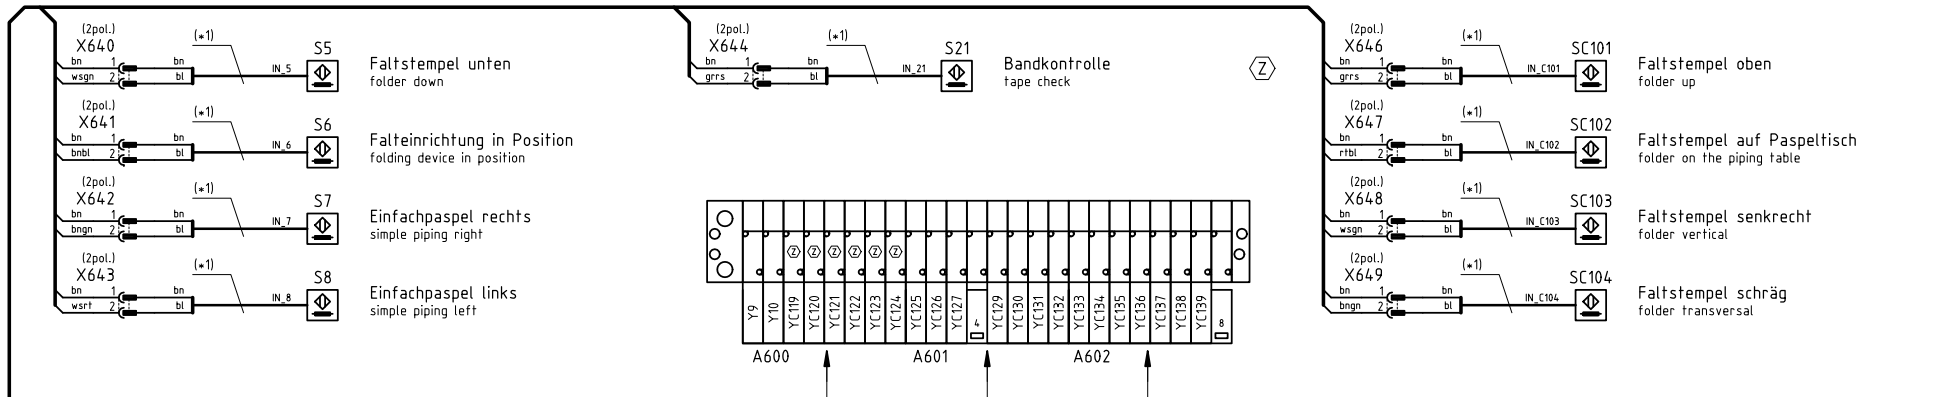 (2pol.)
X640
(*1)
bn 1 bn
wsgn 2 bl
IN_5
S5
Faltstempel unten
folder down
(2pol.)
X641
(*1)
bn 1 bn
bnbl 2 bl
IN_6
S6
Falteinrichtung in Position
folding device in position
(2pol.)
X642
(*1)
bn 1 bn
bngn 2 bl
IN_7
S7
Einfachpaspel rechts
simple piping right
(2pol.)
X643
(*1)
bn 1 bn
wsrt 2 bl
IN_8
S8
Einfachpaspel links
simple piping left
(2pol.)
X644
(*1)
bn 1 bn
grrs 2 bl
IN_21
S21
Bandkontrolle
tape check
Z
Z Z Z Z Z Z
Y9
Y10
YC119
YC120
YC121
YC122
YC123
YC124
YC125
YC126
YC127
4
YC129
YC130
YC131
YC132
YC133
YC134
YC135
YC136
YC137
YC138
YC139
8
A600 A601 A602
(2pol.)
X646
(*1)
bn 1 bn
grrs 2 bl
IN_C101
SC101
Faltstempel oben
folder up
(2pol.)
X647
(*1)
bn 1 bn
rtbl 2 bl
IN_C102
SC102
Faltstempel auf Paspeltisch
folder on the piping table
(2pol.)
X648
(*1)
bn 1 bn
wsgn 2 bl
IN_C103
SC103
Faltstempel senkrecht
folder vertical
(2pol.)
X649
(*1)
bn 1 bn
bngn 2 bl
IN_C104
SC104
Faltstempel schräg
folder transversal